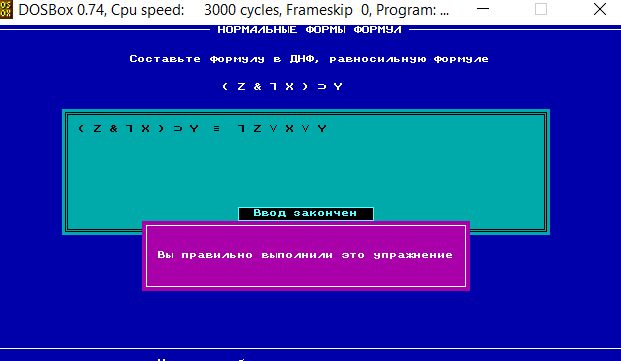 DOSBox 0.74, Cpu speed: 3000 cycles, Frameskip 0, Program: ...
НОРМАЛЬНЫЕ ФОРМЫ ФОРМУЛ
Составьте формулу в ДНФ, равносильную формуле
( Z & ℸ X ) ⊃ Y
( Z & ℸ X ) ⊃ Y ≡ ℸ Z ∨ X ∨ Y
Ввод закончен
Вы правильно выполнили это упражнение